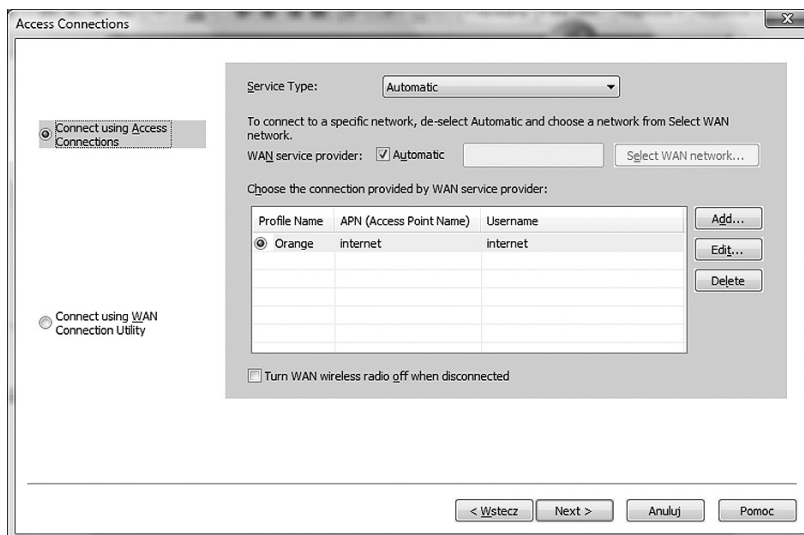 Access Connections
Service Type:
Automatic
To connect to a specific network, de-select Automatic and choose a network from Select WAN
network.
WAN service provider:
Automatic
Select WAN network...
Connect using Access
Connections
Choose the connection provided by WAN service provider:
Profile Name APN (Access Point Name) Username
Orange internet internet
Add...
Edit...
Delete
Connect using WAN
Connection Utility
Turn WAN wireless radio off when disconnected
< Wstecz Next > Anuluj Pomoc